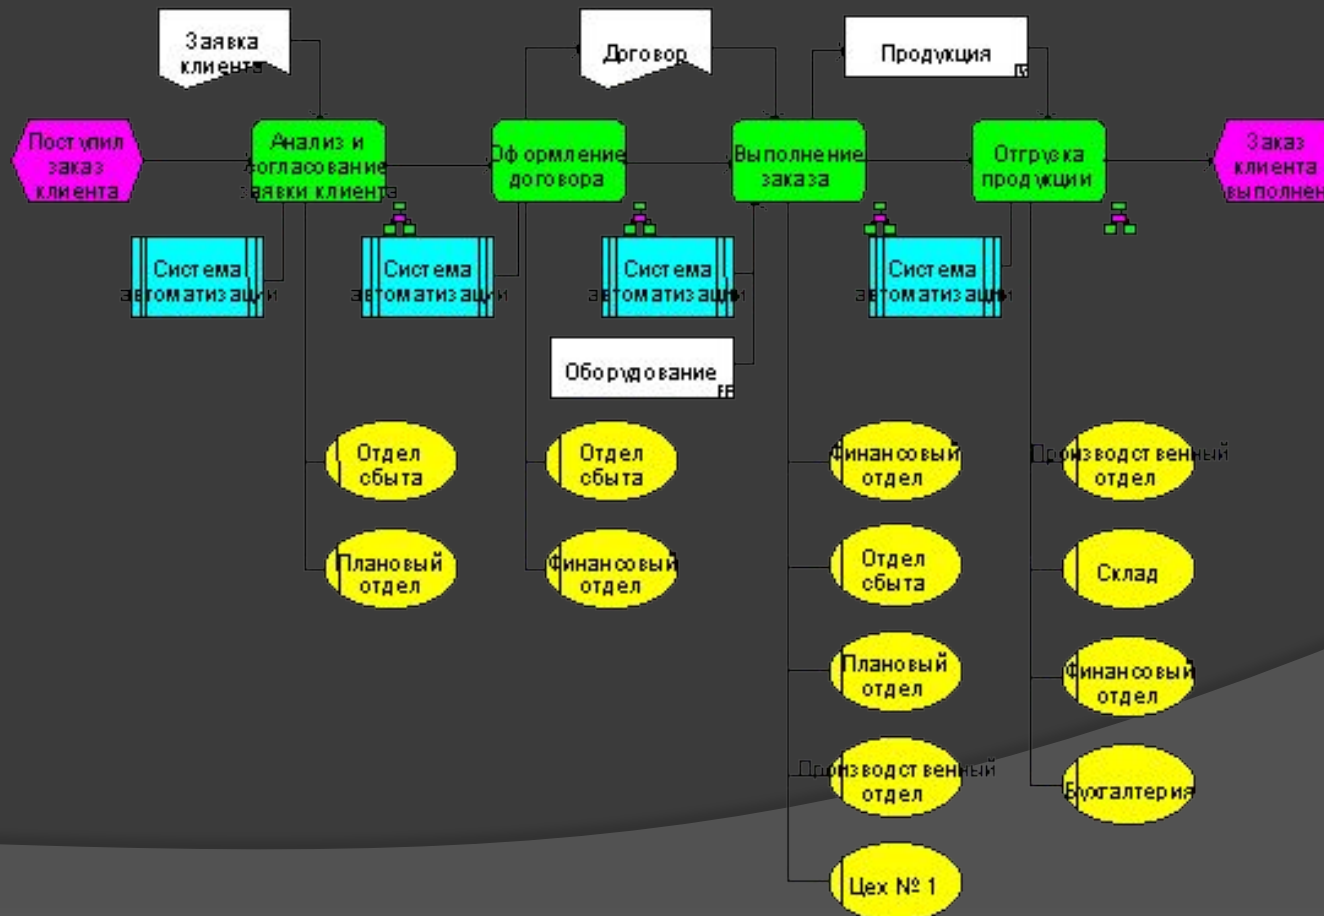 Заявка
клиента
Договор
Продукция
Поступил
заказ
клиента
Анализ и
согласование
заявки клиента
Оформление
договора
Выполнение
заказа
Отгрузка
продукции
Заказ
клиента
выполнен
Система
автоматизации
Система
автоматизации
Система
автоматизации
Система
автоматизации
Оборудование
Отдел
сбыта
Отдел
сбыта
Финансовый
отдел
Производственный
отдел
Плановый
отдел
Финансовый
отдел
Отдел
сбыта
Склад
Плановый
отдел
Финансовый
отдел
Производственный
отдел
Бухгалтерия
Цех № 1